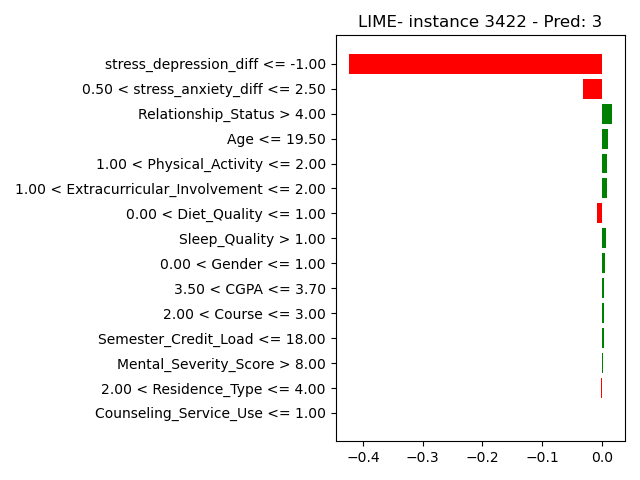 LIME- instance 3422 - Pred: 3
stress_depression_diff <= -1.00
0.50 < stress_anxiety_diff <= 2.50
Relationship_Status > 4.00
Age <= 19.50
1.00 < Physical_Activity <= 2.00
1.00 < Extracurricular_Involvement <= 2.00
0.00 < Diet_Quality <= 1.00
Sleep_Quality > 1.00
0.00 < Gender <= 1.00
3.50 < CGPA <= 3.70
2.00 < Course <= 3.00
Semester_Credit_Load <= 18.00
Mental_Severity_Score > 8.00
2.00 < Residence_Type <= 4.00
Counseling_Service_Use <= 1.00
−0.4 −0.3 −0.2 −0.1 0.0